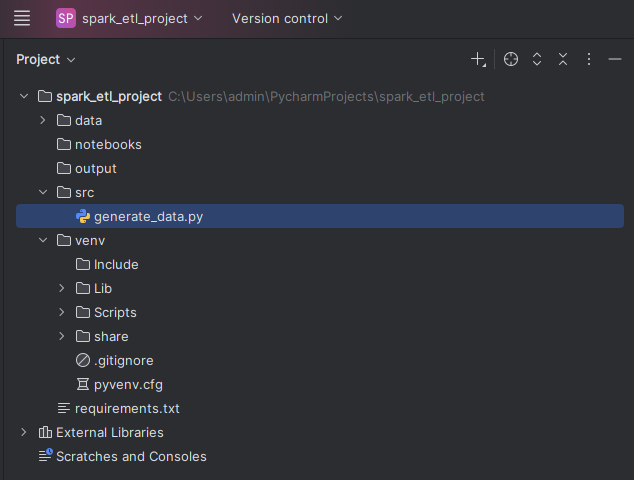 SP spark_etl_project Version control
Project
spark_etl_project C:\Users\admin\PycharmProjects\spark_etl_project
data
notebooks
output
src
generate_data.py
venv
Include
Lib
Scripts
share
.gitignore
pyvenv.cfg
requirements.txt
External Libraries
Scratches and Consoles